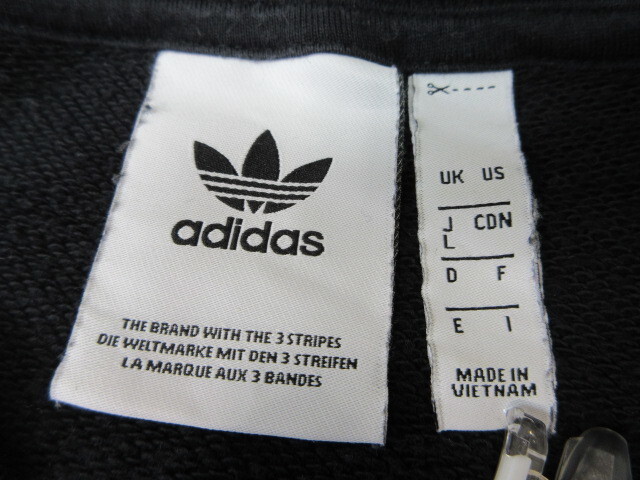 adidas
THE BRAND WITH THE 3 STRIPES
DIE WELTMARKE MIT DEN 3 STREIFEN
LA MARQUE AUX 3 BANDES
UK US
J CDN
L
D F
E I
MADE IN
VIETNAM